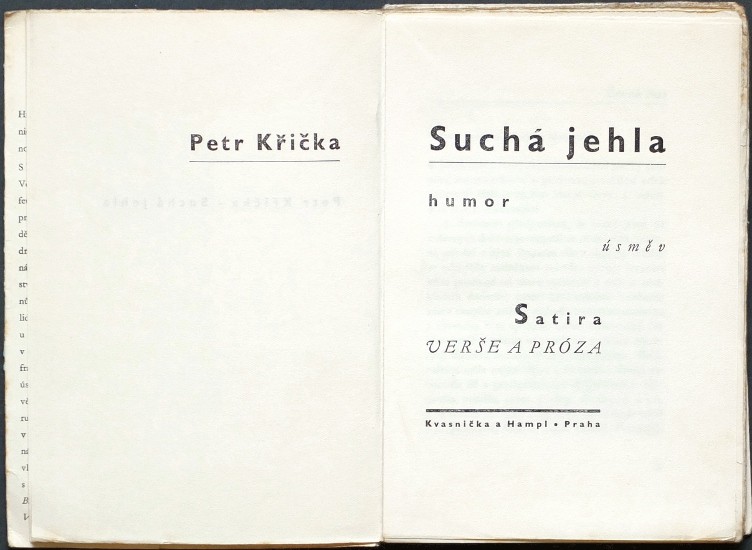 Petr Křička
Suchá jehla
humor
úsměv
Satira
VERŠE A PRÓZA
Kvasnička a Hampl • Praha